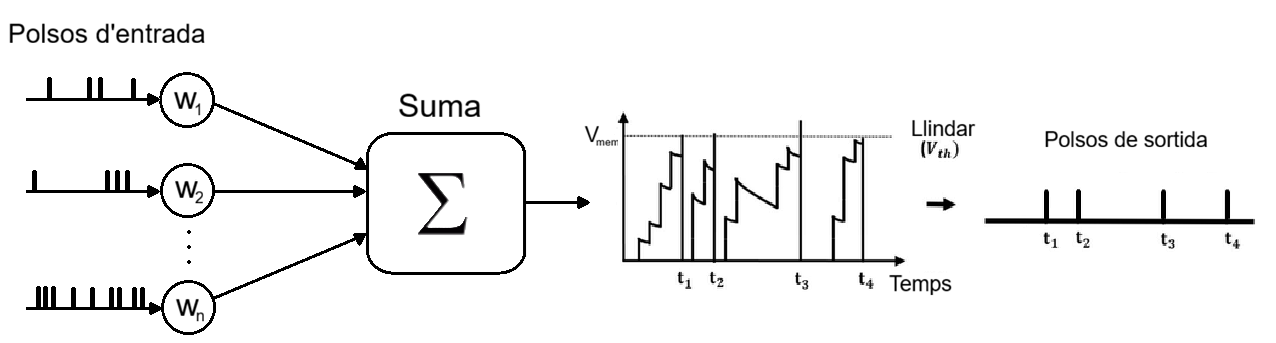 Polsos d'entrada
W1
W2
Wn
Suma
Σ
Vmem
t1 t2 t3 t4
Temps
Llindar
(Vth)
Polsos de sortida
t1 t2 t3 t4